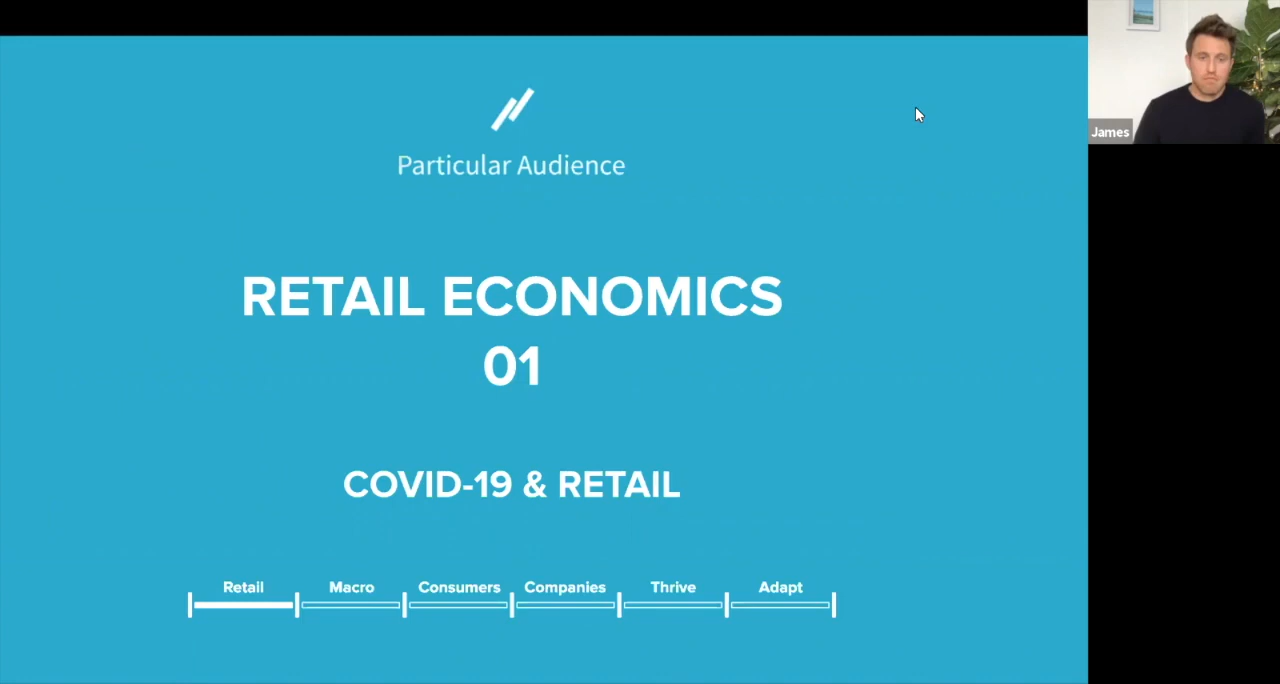 Particular Audience
RETAIL ECONOMICS
01
COVID-19 & RETAIL
Retail Macro Consumers Companies Thrive Adapt
James